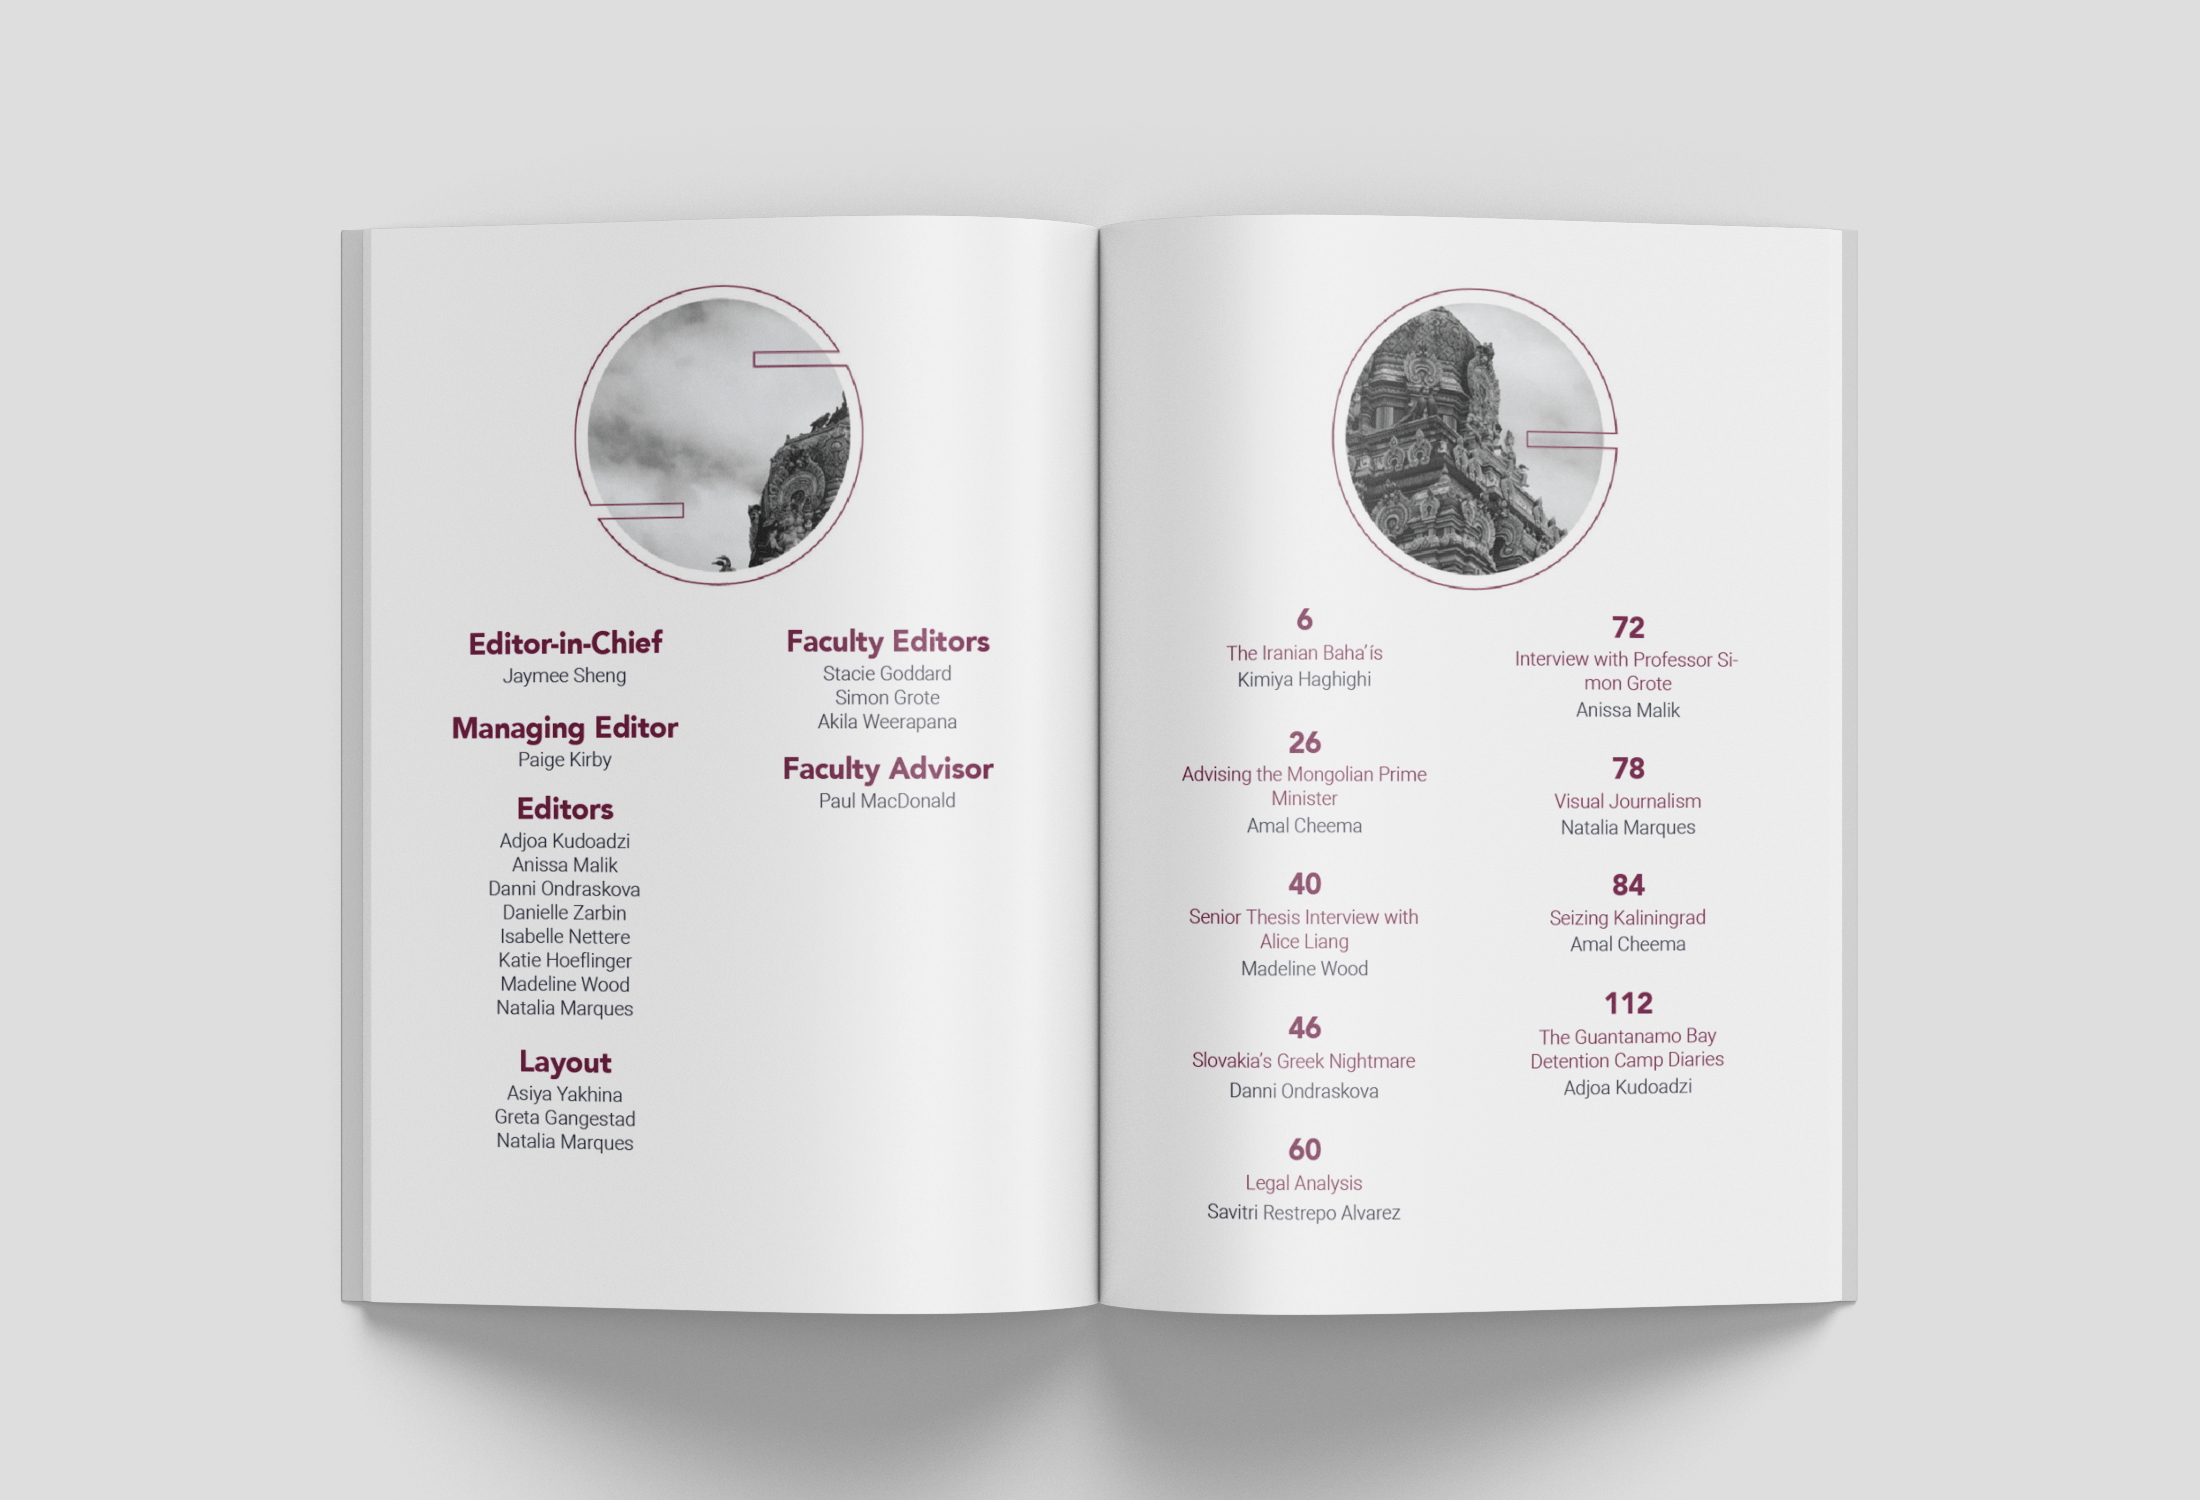 Editor-in-Chief
Jaymee Sheng
Managing Editor
Paige Kirby
Editors
Adjoa Kudoadzi
Anissa Malik
Danni Ondraskova
Danielle Zarbin
Isabelle Nettere
Katie Hoeflinger
Madeline Wood
Natalia Marques
Layout
Asiya Yakhina
Greta Gangestad
Natalia Marques
Faculty Editors
Stacie Goddard
Simon Grote
Akila Weerapana
Faculty Advisor
Paul MacDonald
6
The Iranian Baha'ís
Kimiya Haghighi
26
Advising the Mongolian Prime
Minister
Amal Cheema
40
Senior Thesis Interview with
Alice Liang
Madeline Wood
46
Slovakia's Greek Nightmare
Danni Ondraskova
60
Legal Analysis
Savitri Restrepo Alvarez
72
Interview with Professor Si-
mon Grote
Anissa Malik
78
Visual Journalism
Natalia Marques
84
Seizing Kaliningrad
Amal Cheema
112
The Guantanamo Bay
Detention Camp Diaries
Adjoa Kudoadzi